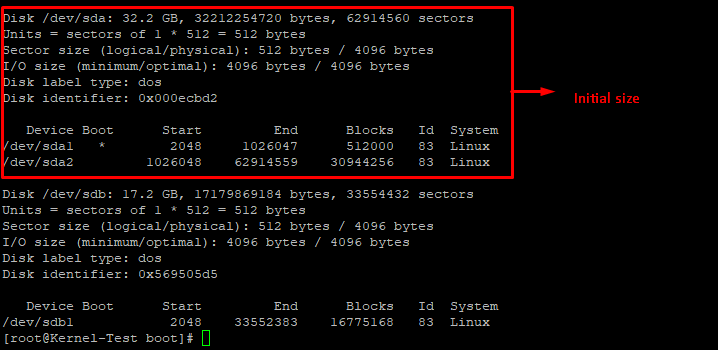 Disk /dev/sda: 32.2 GB, 32212254720 bytes, 62914560 sectors
Units = sectors of 1 * 512 = 512 bytes
Sector size (logical/physical): 512 bytes / 4096 bytes
I/O size (minimum/optimal): 4096 bytes / 4096 bytes
Disk label type: dos
Disk identifier: 0x000ecbd2
Initial size
Device Boot Start End Blocks Id System
/dev/sda1 * 2048 1026047 512000 83 Linux
/dev/sda2 1026048 62914559 30944256 83 Linux
Disk /dev/sdb: 17.2 GB, 17179869184 bytes, 33554432 sectors
Units = sectors of 1 * 512 = 512 bytes
Sector size (logical/physical): 512 bytes / 4096 bytes
I/O size (minimum/optimal): 4096 bytes / 4096 bytes
Disk label type: dos
Disk identifier: 0x569505d5
Device Boot Start End Blocks Id System
/dev/sdb1 2048 33552383 16775168 83 Linux
[root@Kernel-Test boot]#